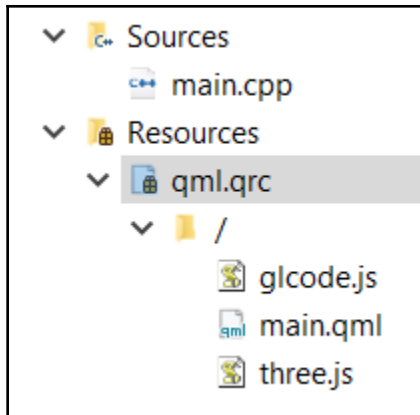 Sources
main.cpp
Resources
qml.qrc
/
glcode.js
main.qml
three.js